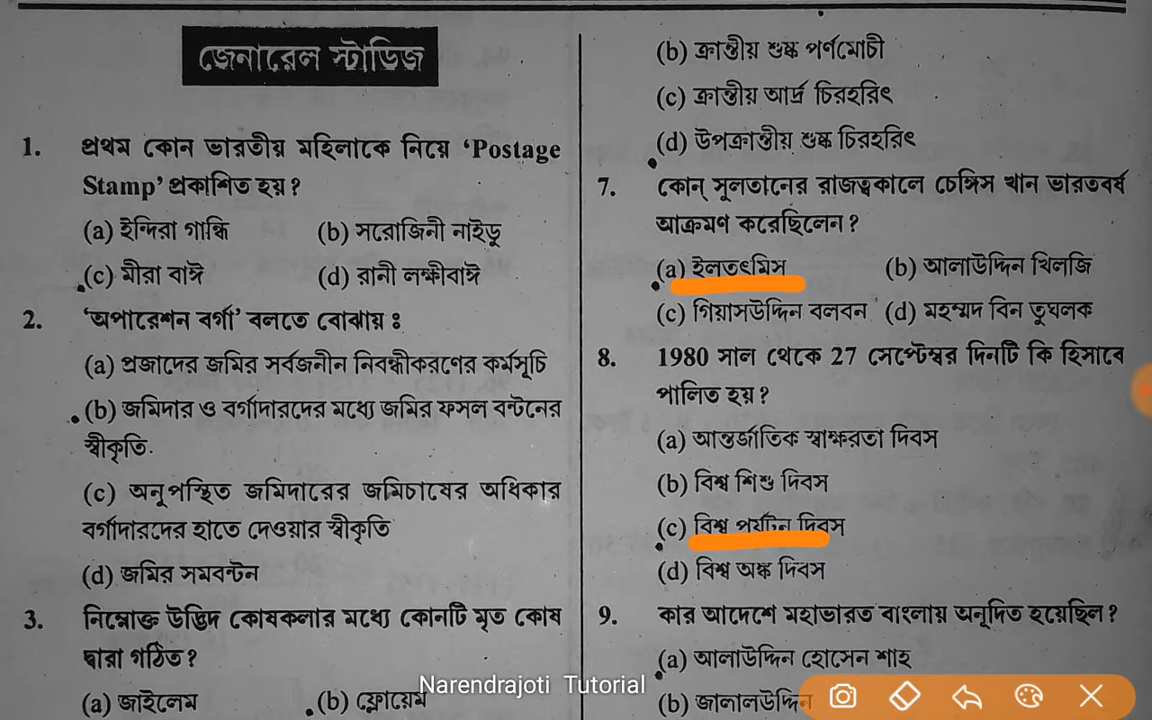 জেনারেল স্টাডিজ
1. প্রথম কোন ভারতীয় মহিলাকে নিয়ে ‘Postage
Stamp’ প্রকাশিত হয়?
(a) ইন্দিরা গান্ধি (b) সরোজিনী নাইডু
(c) মীরা বাঈ (d) রানী লক্ষীবাঈ
2. ‘অপারেশন বর্গা’ বলতে বোঝায় ঃ
(a) প্রজাদের জমির সর্বজনীন নিবন্ধীকরণের কর্মসূচি
(b) জমিদার ও বর্গাদারদের মধ্যে জমির ফসল বন্টনের
স্বীকৃতি.
(c) অনুপস্থিত জমিদারের জমিচাষের অধিকার
বর্গাদারদের হাতে দেওয়ার স্বীকৃতি
(d) জমির সমবন্টন
3. নিম্নোক্ত উদ্ভিদ কোষকলার মধ্যে কোনটি মৃত কোষ
দ্বারা গঠিত?
(a) জাইলেম (b) ফ্লোয়েম
(b) ক্রান্তীয় শুষ্ক পর্ণমোচী
(c) ক্রান্তীয় আর্দ্র চিরহরিৎ
(d) উপক্রান্তীয় শুষ্ক চিরহরিৎ
7. কোন্ সুলতানের রাজত্বকালে চেঙ্গিস খান ভারতবর্ষ
আক্রমণ করেছিলেন?
(a) ইলতুৎমিস (b) আলাউদ্দিন খিলজি
(c) গিয়াসউদ্দিন বলবন (d) মহম্মদ বিন তুঘলক
8. 1980 সাল থেকে 27 সেপ্টেম্বর দিনটি কি হিসাবে
পালিত হয়?
(a) আন্তর্জাতিক স্বাক্ষরতা দিবস
(b) বিশ্ব শিশু দিবস
(c) বিশ্ব পর্যটন দিবস
(d) বিশ্ব অঙ্ক দিবস
9. কার আদেশে মহাভারত বাংলায় অনূদিত হয়েছিল?
(a) আলাউদ্দিন হোসেন শাহ
(b) জালালউদ্দিন
Narendrajoti Tutorial